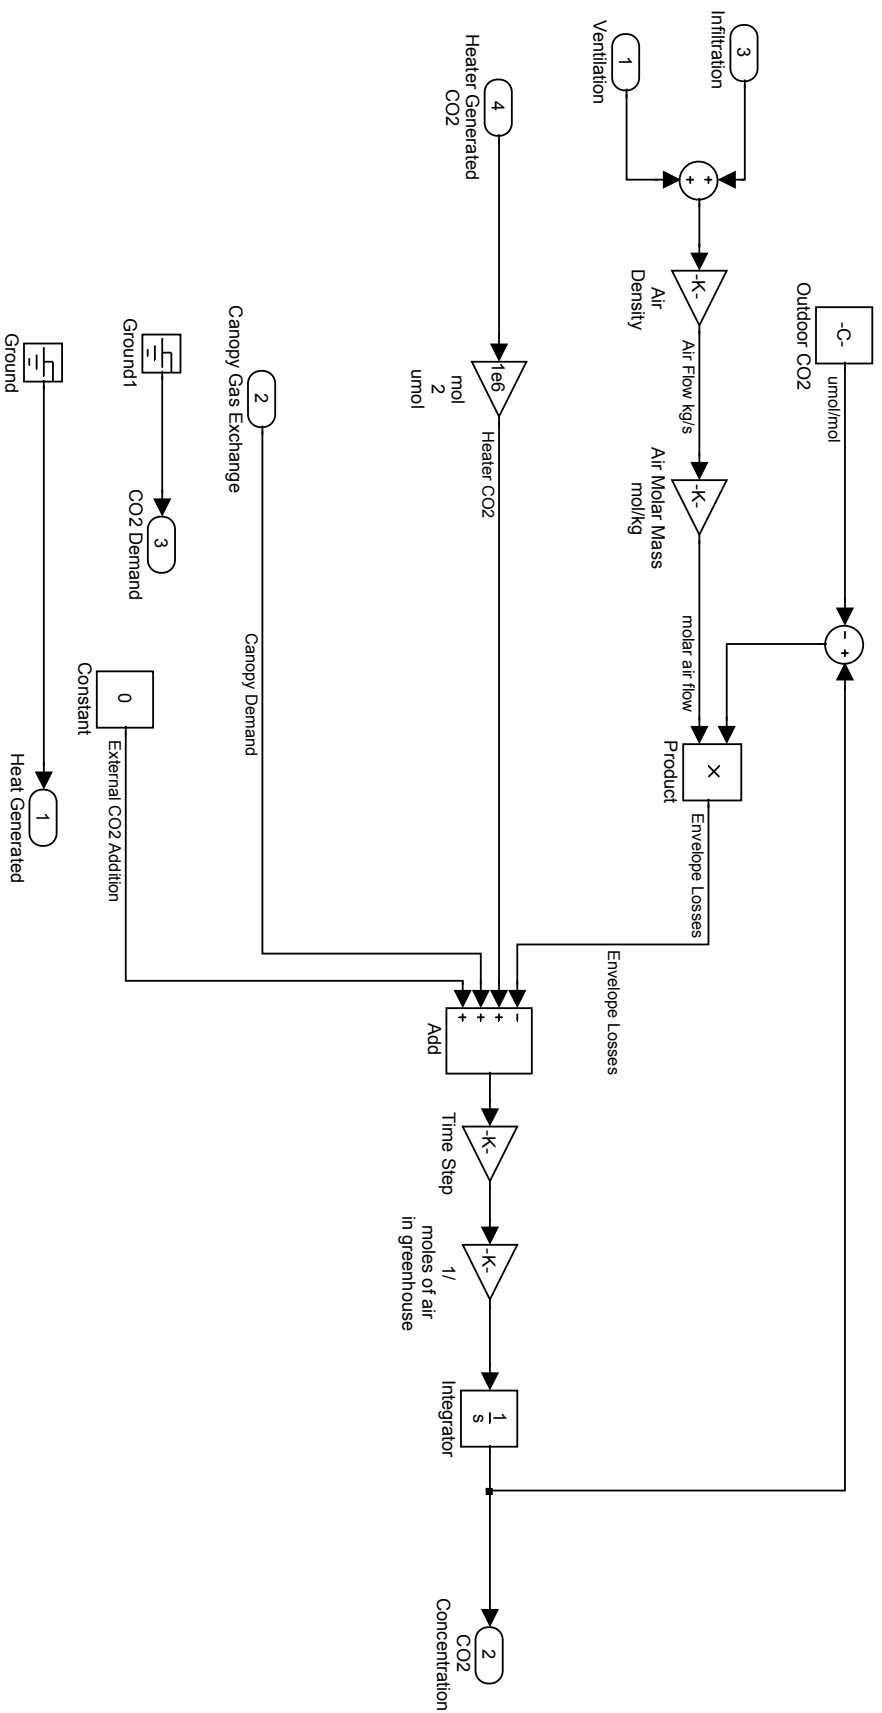 Outdoor CO2
-C-
umol/mol
-
+
3
Infiltration
1
Ventilation
+
+
-K-
Air
Density
Air Flow kg/s
-K-
Air Molar Mass
mol/kg
molar air flow
×
Product
Envelope Losses
Envelope Losses
4
Heater Generated
CO2
1e6
mol
2
umol
Heater CO2
-
+
+
+
Add
-K-
Time Step
-K-
1/
moles of air
in greenhouse
1
s
Integrator
2
CO2
Concentration
2
Canopy Gas Exchange
Canopy Demand
Ground1
3
CO2 Demand
0
Constant
External CO2 Addition
Ground
1
Heat Generated